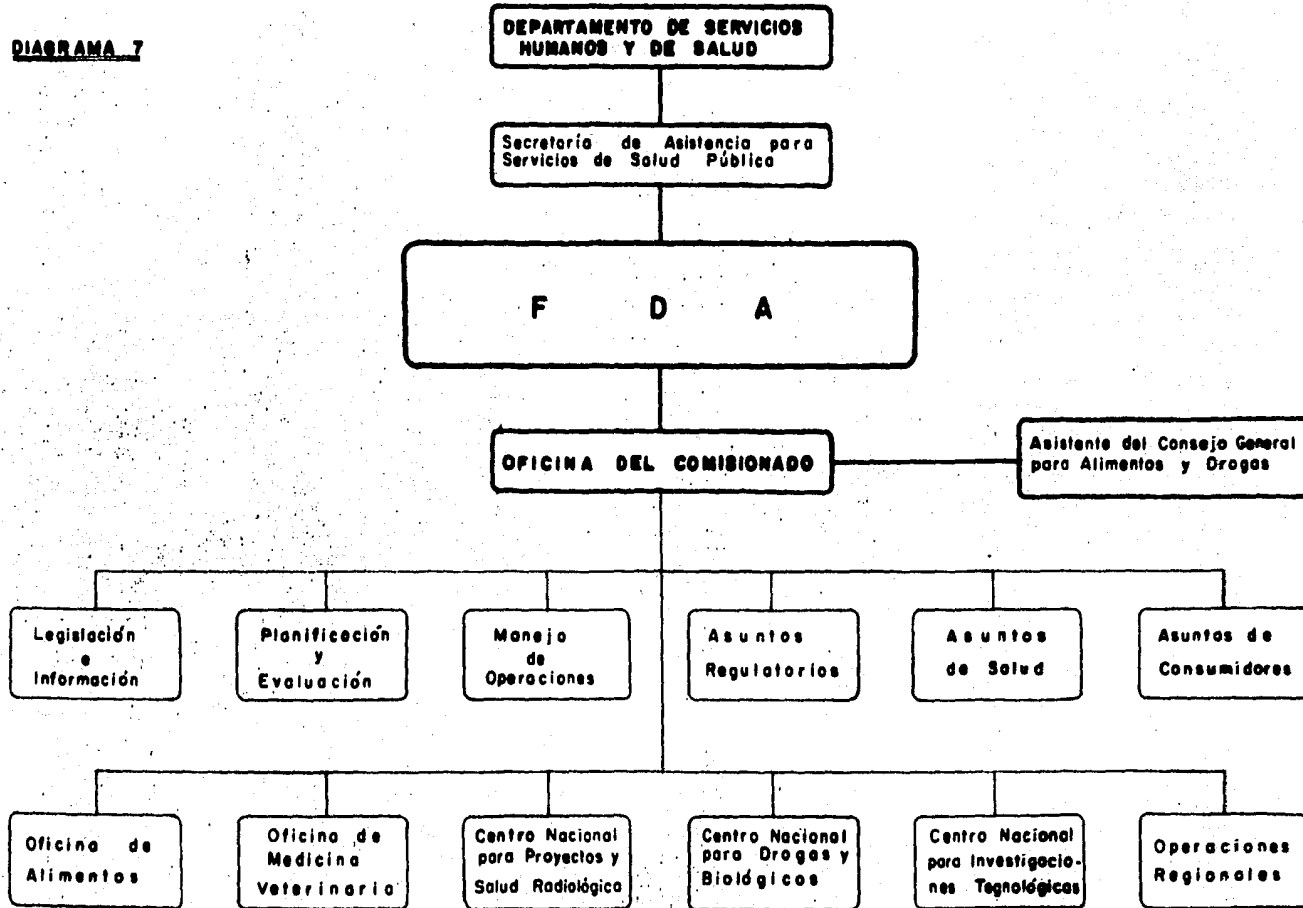 DIAGRAMA 7
DEPARTAMENTO DE SERVICIOS
HUMANOS Y DE SALUD
Secretaría de Asistencia para
Servicios de Salud Pública
F D A
OFICINA DEL COMISIONADO
Asistente del Consejo General
para Alimentos y Drogas
Legislación
e
Información
Planificación
y
Evaluación
Manejo
de
Operaciones
Asuntos
Regulatorios
Asuntos
de Salud
Asuntos de
Consumidores
Oficina de
Alimentos
Oficina de
Medicina
Veterinaria
Centro Nacional
para Proyectos y
Salud Radiológica
Centro Nacional
para Drogas y
Biológicos
Centro Nacional
para Investigacio-
nes Tegnológicas
Operaciones
Regionales